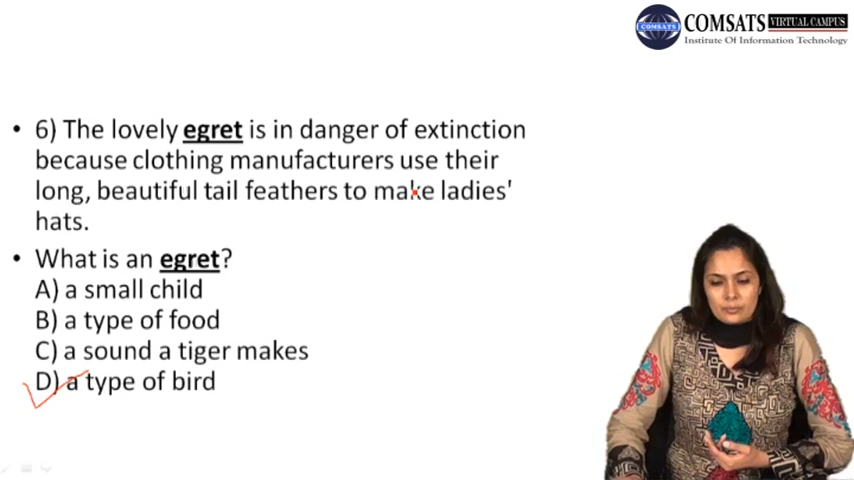 COMSATS VIRTUAL CAMPUS
COMSATS
Institute Of Information Technology
• 6) The lovely egret is in danger of extinction
because clothing manufacturers use their
long, beautiful tail feathers to make ladies'
hats.
• What is an egret?
A) a small child
B) a type of food
C) a sound a tiger makes
D) a type of bird